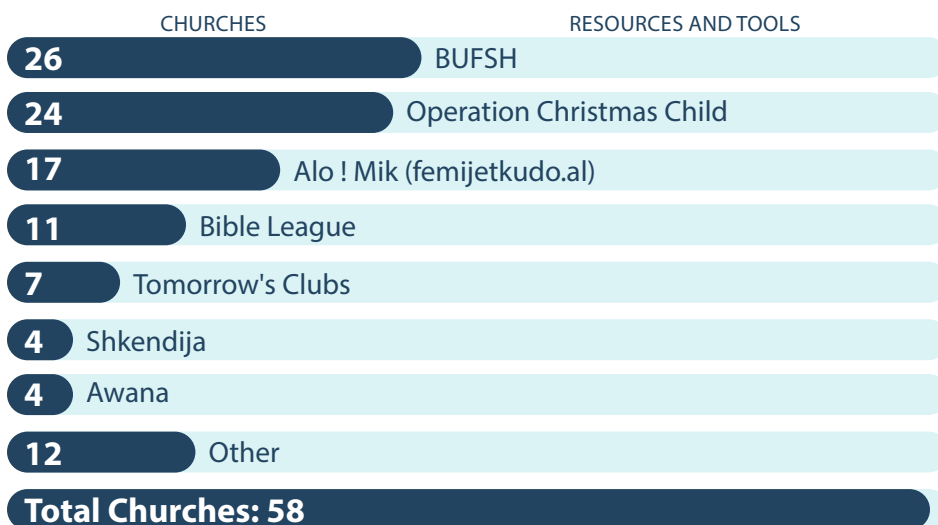 CHURCHES RESOURCES AND TOOLS
26 BUFSH
24 Operation Christmas Child
17 Alo ! Mik (femijetkudo.al)
11 Bible League
7 Tomorrow's Clubs
4 Shkendija
4 Awana
12 Other
Total Churches: 58